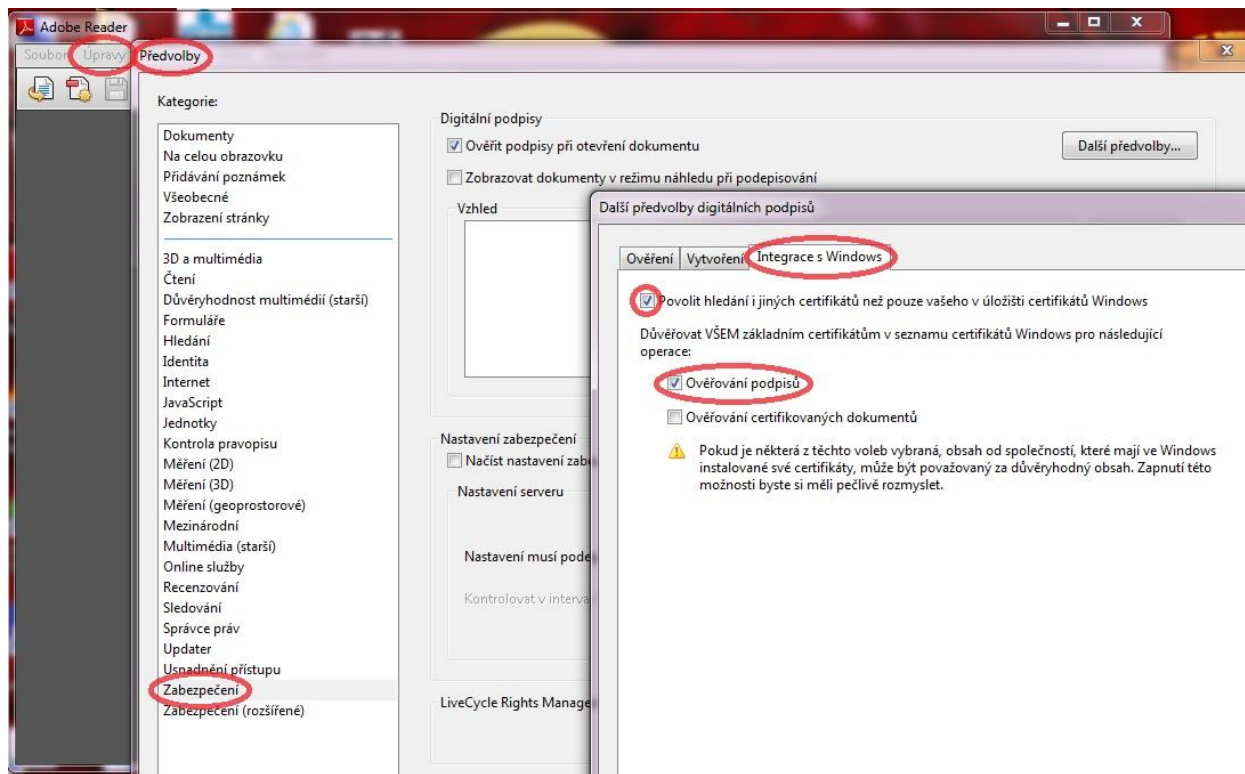 Adobe Reader
Soubor Úpravy
Předvolby
Kategorie:
Dokumenty
Na celou obrazovku
Přidávání poznámek
Všeobecné
Zobrazení stránky
3D a multimédia
Čtení
Důvěryhodnost multimédií (starší)
Formuláře
Hledání
Identita
Internet
JavaScript
Jednotky
Kontrola pravopisu
Měření (2D)
Měření (3D)
Měření (geoprostorové)
Mezinárodní
Multimédia (starší)
Online služby
Recenzování
Sledování
Správce práv
Updater
Usnadnění přístupu
Zabezpečení
Zabezpečení (rozšířené)
Digitální podpisy
Ověřit podpisy při otevření dokumentu
Další předvolby...
Zobrazovat dokumenty v režimu náhledu při podepisování
Vzhled
Nastavení zabezpečení
Načíst nastavení zabe
Nastavení serveru
Nastavení musí pode
Kontrolovat v interva
LiveCycle Rights Manage
Další předvolby digitálních podpisů
Ověření Vytvoření Integrace s Windows
Povolit hledání i jiných certifikátů než pouze vašeho v úložišti certifikátů Windows
Důvěřovat VŠEM základním certifikátům v seznamu certifikátů Windows pro následující
operace:
Ověřování podpisů
Ověřování certifikovaných dokumentů
Pokud je některá z těchto voleb vybraná, obsah od společností, které mají ve Windows
instalované své certifikáty, může být považovaný za důvěryhodný obsah. Zapnutí této
možnosti byste si měli pečlivě rozmyslet.